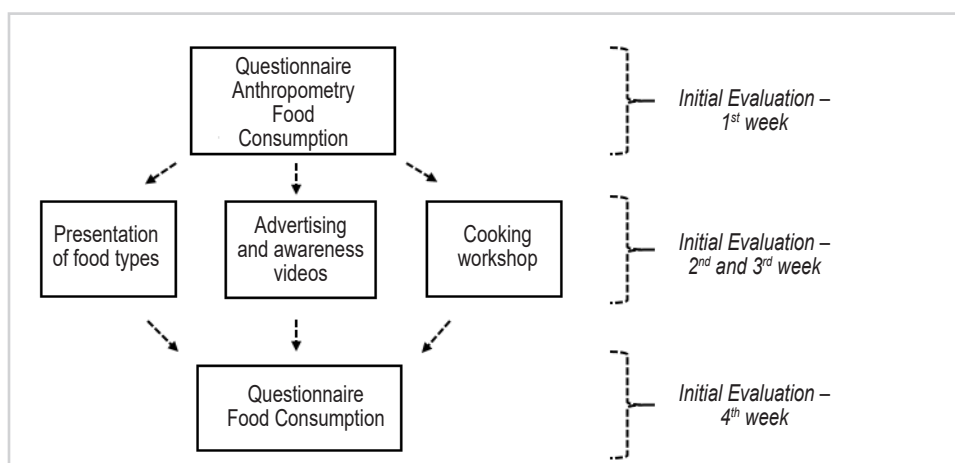 Questionnaire
Anthropometry
Food
Consumption
Initial Evaluation –
1st week
Presentation
of food types
Advertising
and awareness
videos
Cooking
workshop
Initial Evaluation –
2nd and 3rd week
Questionnaire
Food Consumption
Initial Evaluation –
4th week